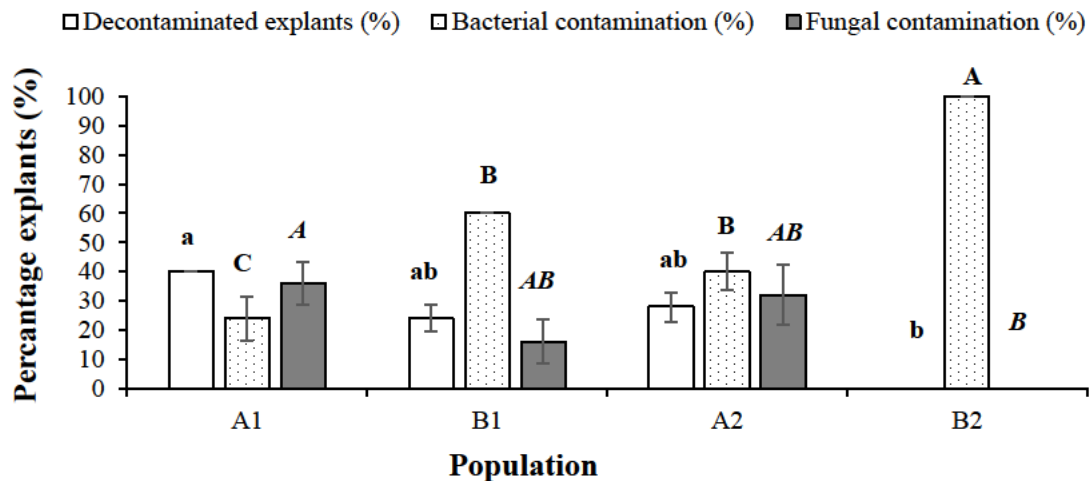 Decontaminated explants (%) Bacterial contamination (%) Fungal contamination (%)
Percantage explants (%)
100
90
80
70
60
50
40
30
20
10
0
a
C
A
ab
B
AB
ab
B
AB
b
A
B
A1 B1 A2 B2
Population